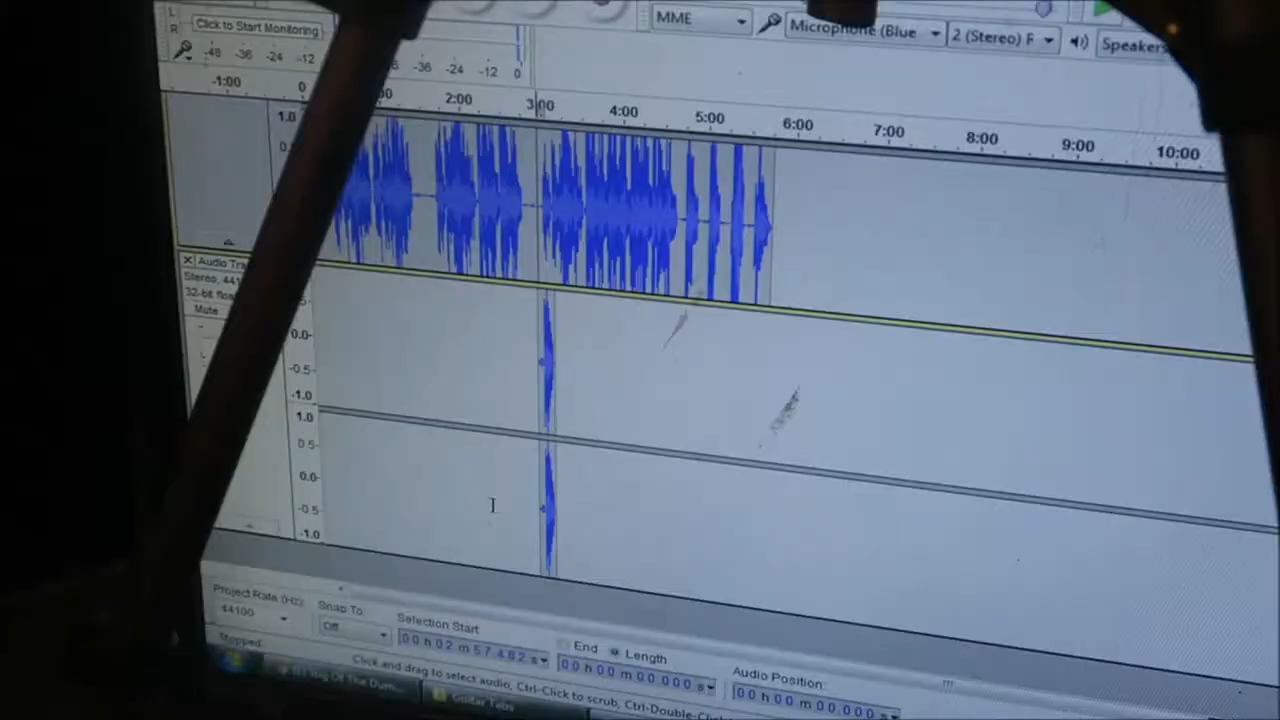 L
R
Click to Start Monitoring
MME
Microphone (Blue
2 (Stereo) R
Speakers
-48 -36 -24 -12
-36 -24 -12 0
-1:00 0 2:00 3:00 4:00 5:00 6:00 7:00 8:00 9:00 10:00
1.0
Audio Tra
Stereo, 441
32-bit floa
Mute
0.0-
-0.5-
-1.0
1.0
0.5-
0.0-
-0.5-
-1.0
Project Rate (Hz):
44100
Snap To:
Off
Selection Start
00 h 02 m 57.482 s
End Length
00 h 00 m 00.000 s
Audio Position:
00 h 00 m 00.000 s
Stopped.
Click and drag to select audio, Ctrl-Click to scrub, Ctrl-Double-Click
Guitar Tabs